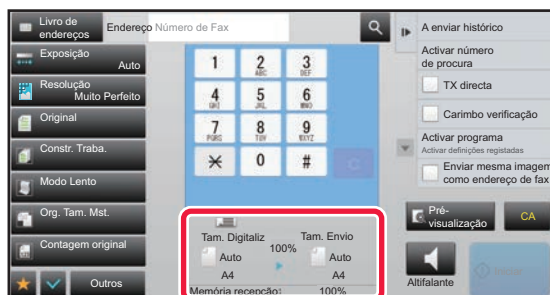 Livro de
endereços
Endereço
Número de Fax
Exposição
Auto
Resolução
Muito Perfeito
Original
Constr. Traba.
Modo Lento
Org. Tam. Mst.
Contagem original
Outros
1
2
ABC
3
DEF
4
GHI
5
JKL
6
MNO
7
PQRS
8
TUV
9
WXYZ
0
#
C
Tam. Digitaliz
100%
Tam. Envio
Auto
A4
Auto
A4
Memória recepção:
100%
A enviar histórico
Activar número
de procura
TX directa
Carimbo verificação
Activar programa
Activar definições registadas
Enviar mesma imagem
como endereço de fax
Pré-
visualização
CA
Altifalante